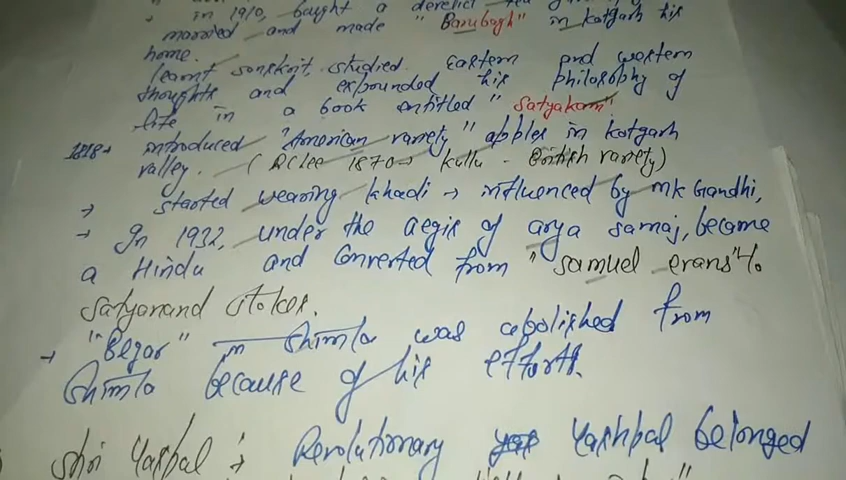 → in 1910, bought a derelict tea
married and made "Barubagh" in kotgarh his
home.
learnt sanskrit, studied Eastern and western
thoughts and expounded his philosophy of
life in a book entitled "Satyakam"
introduced "American variety" apples in kotgarh
valley. (RC Lee 1870 → kullu - British variety)
→ started wearing khadi → influenced by MK Gandhi,
→ In 1932, under the aegis of arya samaj, became
a Hindu and converted from "Samuel evans" to
Satyanand stokes.
→ "Begar" in Shimla was abolished from
Shimla because of his efforts.
shri Yashpal : Revolutionary Yashpal belonged